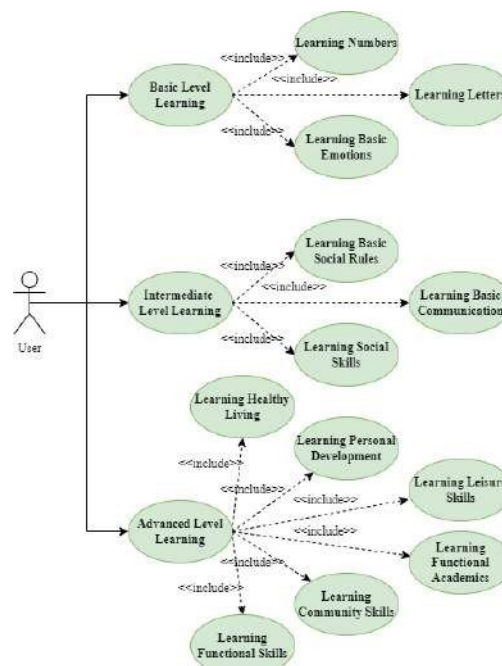 Learning Numbers
<<include>>
Basic Level
Learning
<<include>>
Learning Letters
<<include>>
Learning Basic
Emotions
Learning Basic
Social Rules
<<include>>
<<include>>
Intermediate
Level Learning
Learning Basic
Communication
<<include>>
Learning Social
Skills
User
Learning Healthy
Living
Learning Personal
Development
<<include>>
<<include>>
Learning Leisure
Skills
<<include>>
Advanced Level
Learning
<<include>>
Learning
Functional
Academics
<<include>>
<<include>>
Learning
Community Skills
Learning
Functional Skills